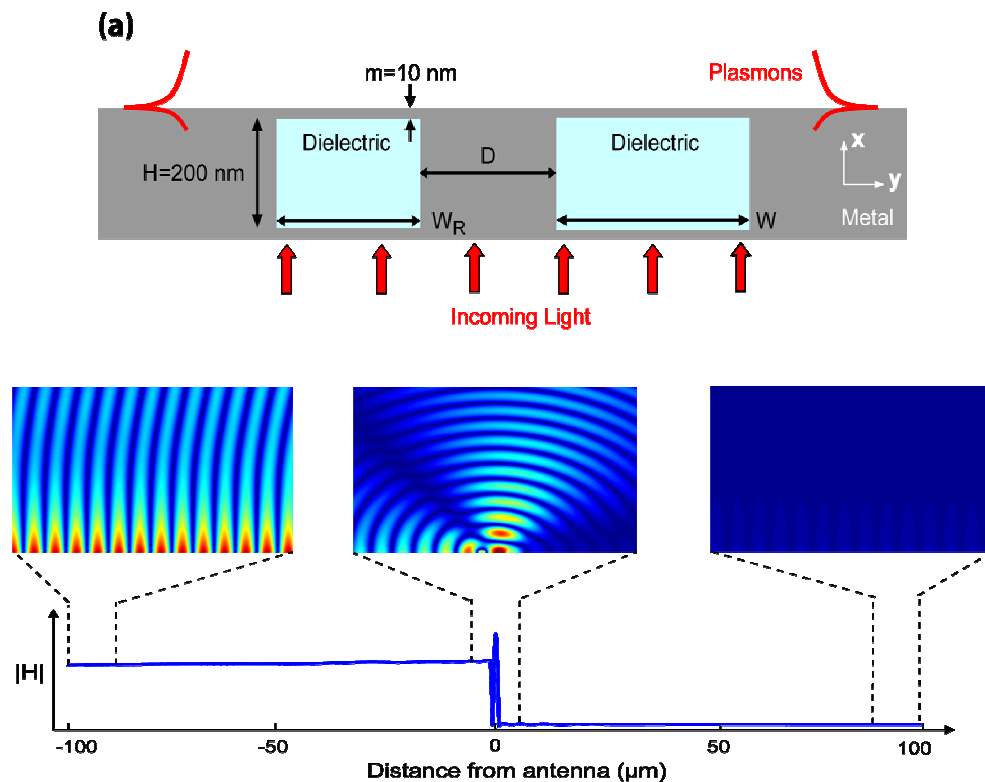 (a)
m=10 nm
Plasmons
Dielectric
Dielectric
D
H=200 nm
x
y
W_R
W
Metal
Incoming Light
|H|
-100
-50
0
50
100
Distance from antenna (μm)